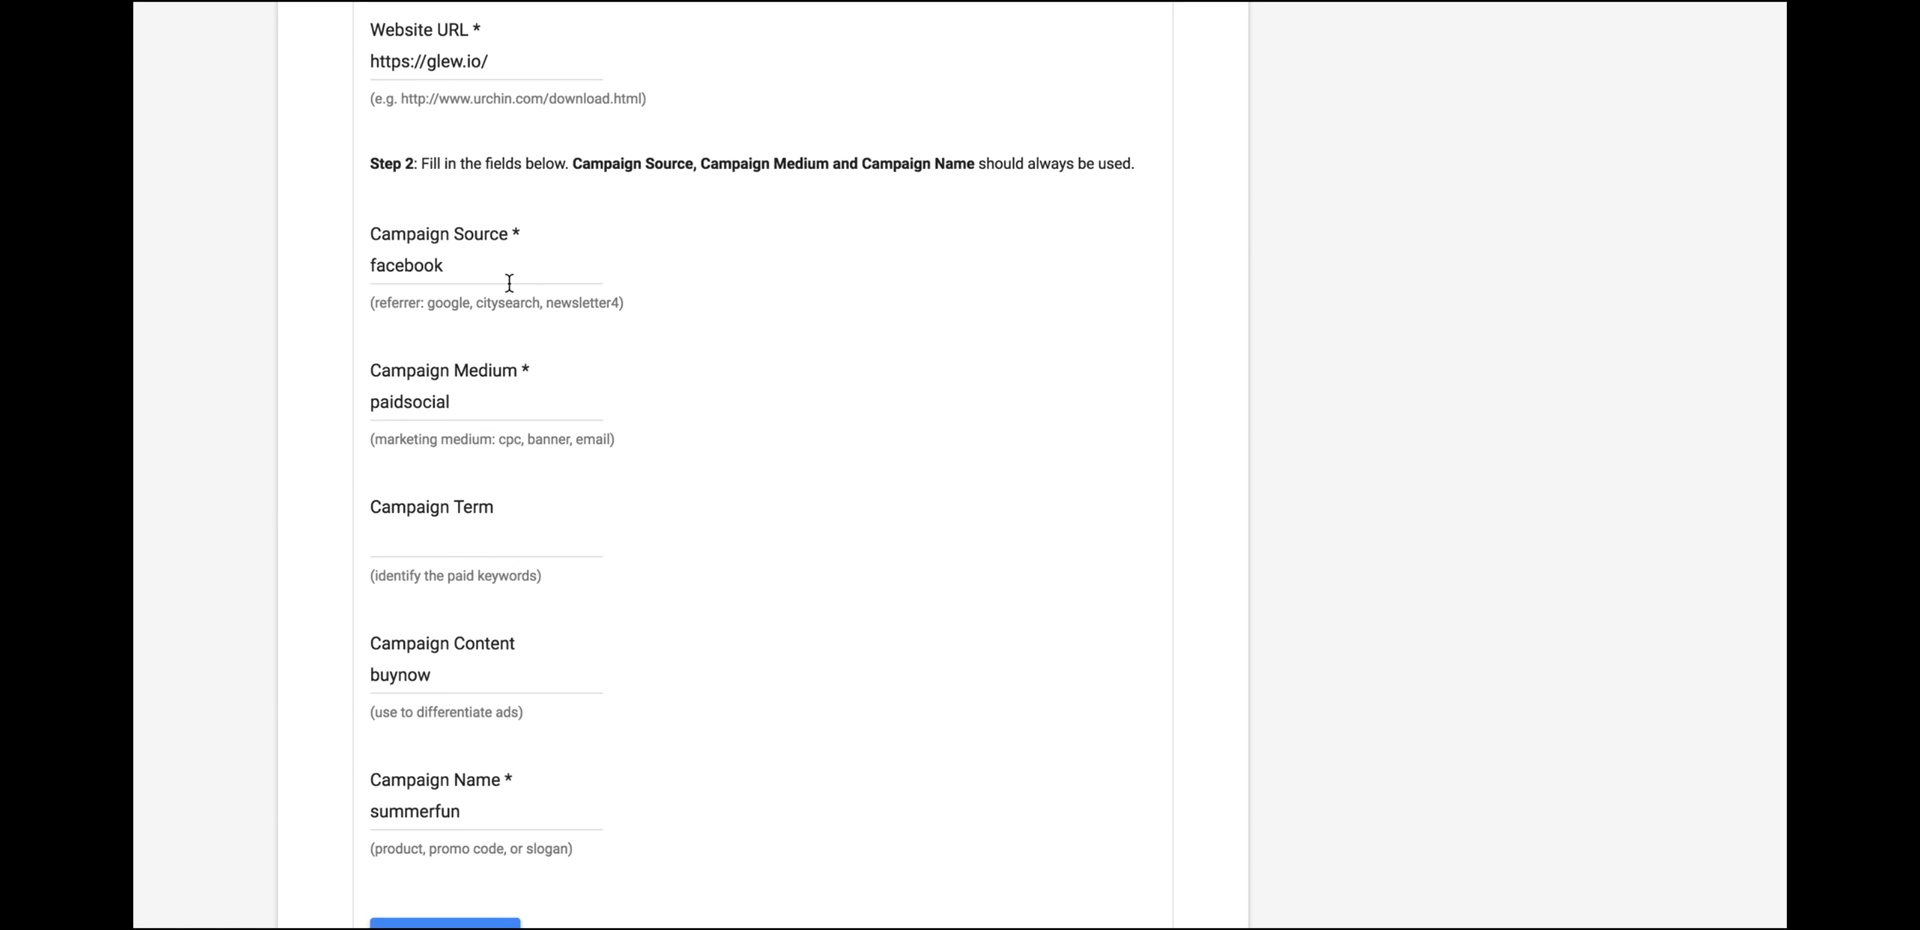 Website URL *
https://glew.io/
(e.g. http://www.urchin.com/download.html)
Step 2: Fill in the fields below. Campaign Source, Campaign Medium and Campaign Name should always be used.
Campaign Source *
facebook
(referrer: google, citysearch, newsletter4)
Campaign Medium *
paidsocial
(marketing medium: cpc, banner, email)
Campaign Term
(identify the paid keywords)
Campaign Content
buynow
(use to differentiate ads)
Campaign Name *
summerfun
(product, promo code, or slogan)